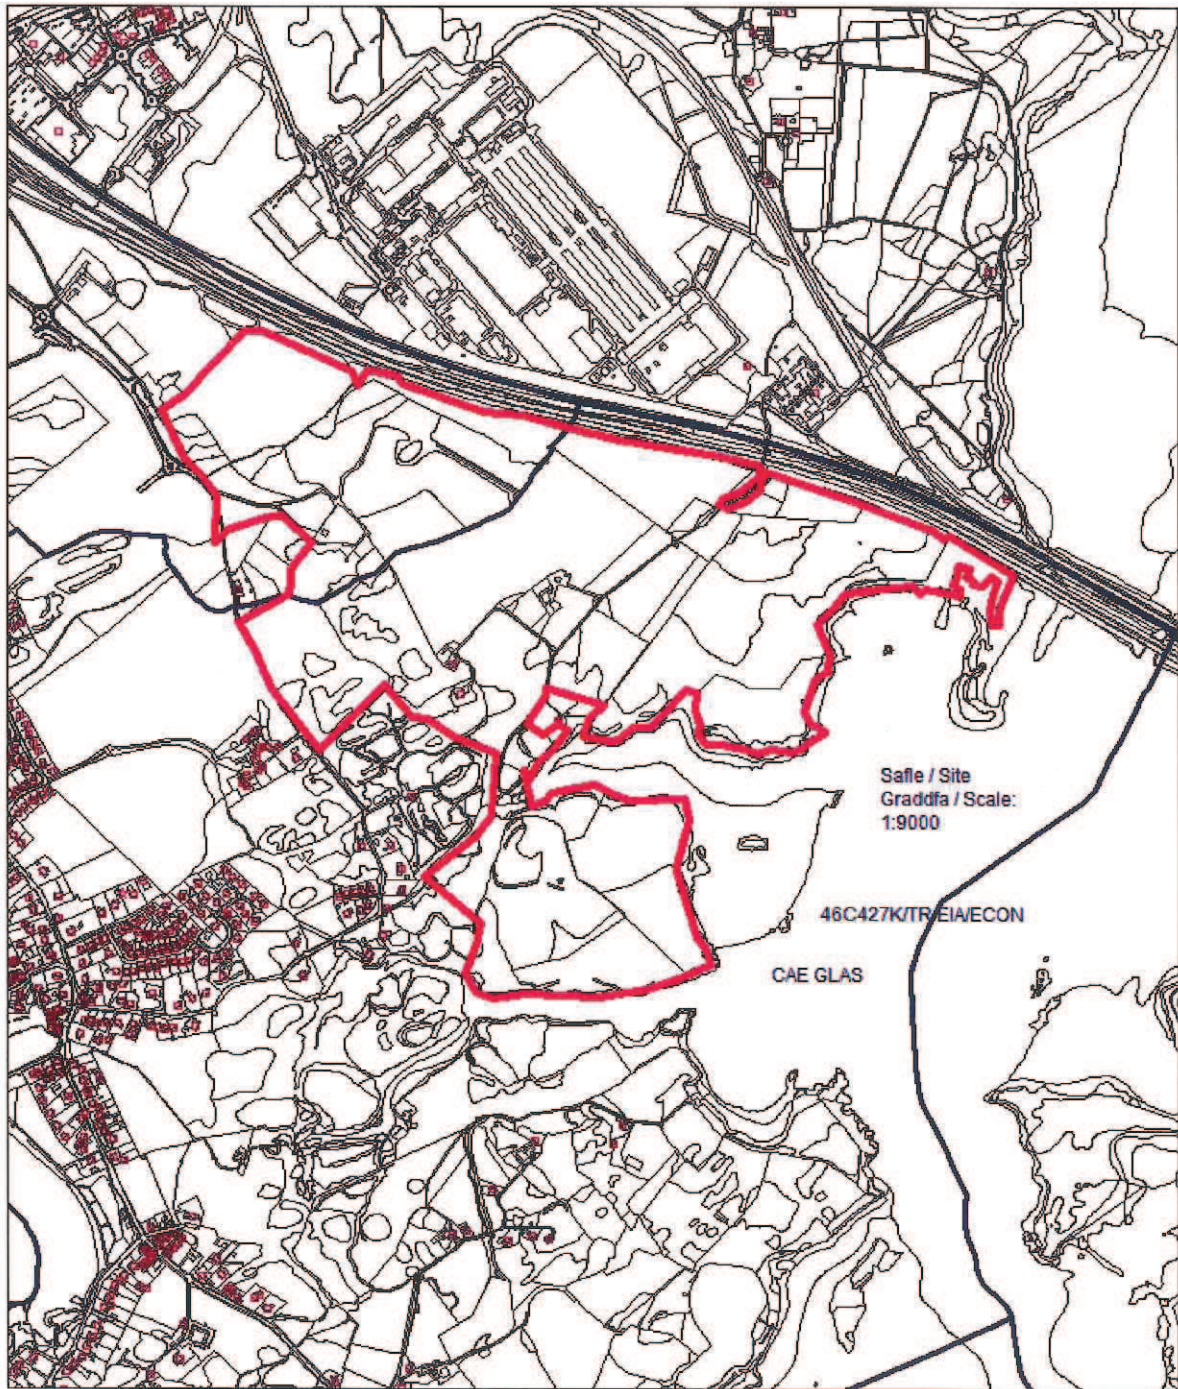 Safle / Site
Graddfa / Scale:
1:9000
46C427K/TR/EIA/ECON
CAE GLAS